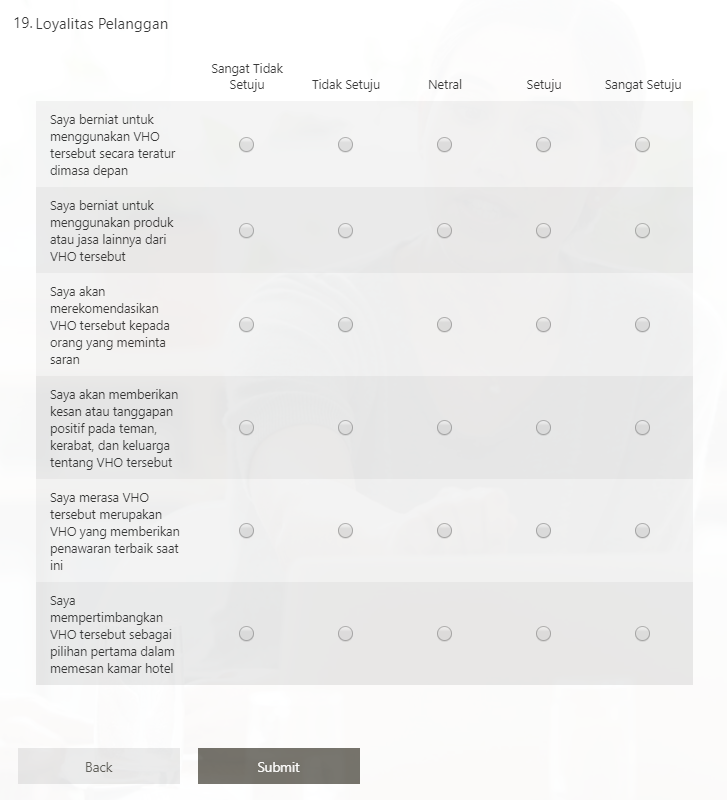 19. Loyalitas Pelanggan
Sangat Tidak
Setuju
Tidak Setuju
Netral
Setuju
Sangat Setuju
Saya berniat untuk
menggunakan VHO
tersebut secara teratur
dimasa depan
Saya berniat untuk
menggunakan produk
atau jasa lainnya dari
VHO tersebut
Saya akan
merekomendasikan
VHO tersebut kepada
orang yang meminta
saran
Saya akan memberikan
kesan atau tanggapan
positif pada teman,
kerabat, dan keluarga
tentang VHO tersebut
Saya merasa VHO
tersebut merupakan
VHO yang memberikan
penawaran terbaik saat
ini
Saya
mempertimbangkan
VHO tersebut sebagai
pilihan pertama dalam
memesan kamar hotel
Back
Submit